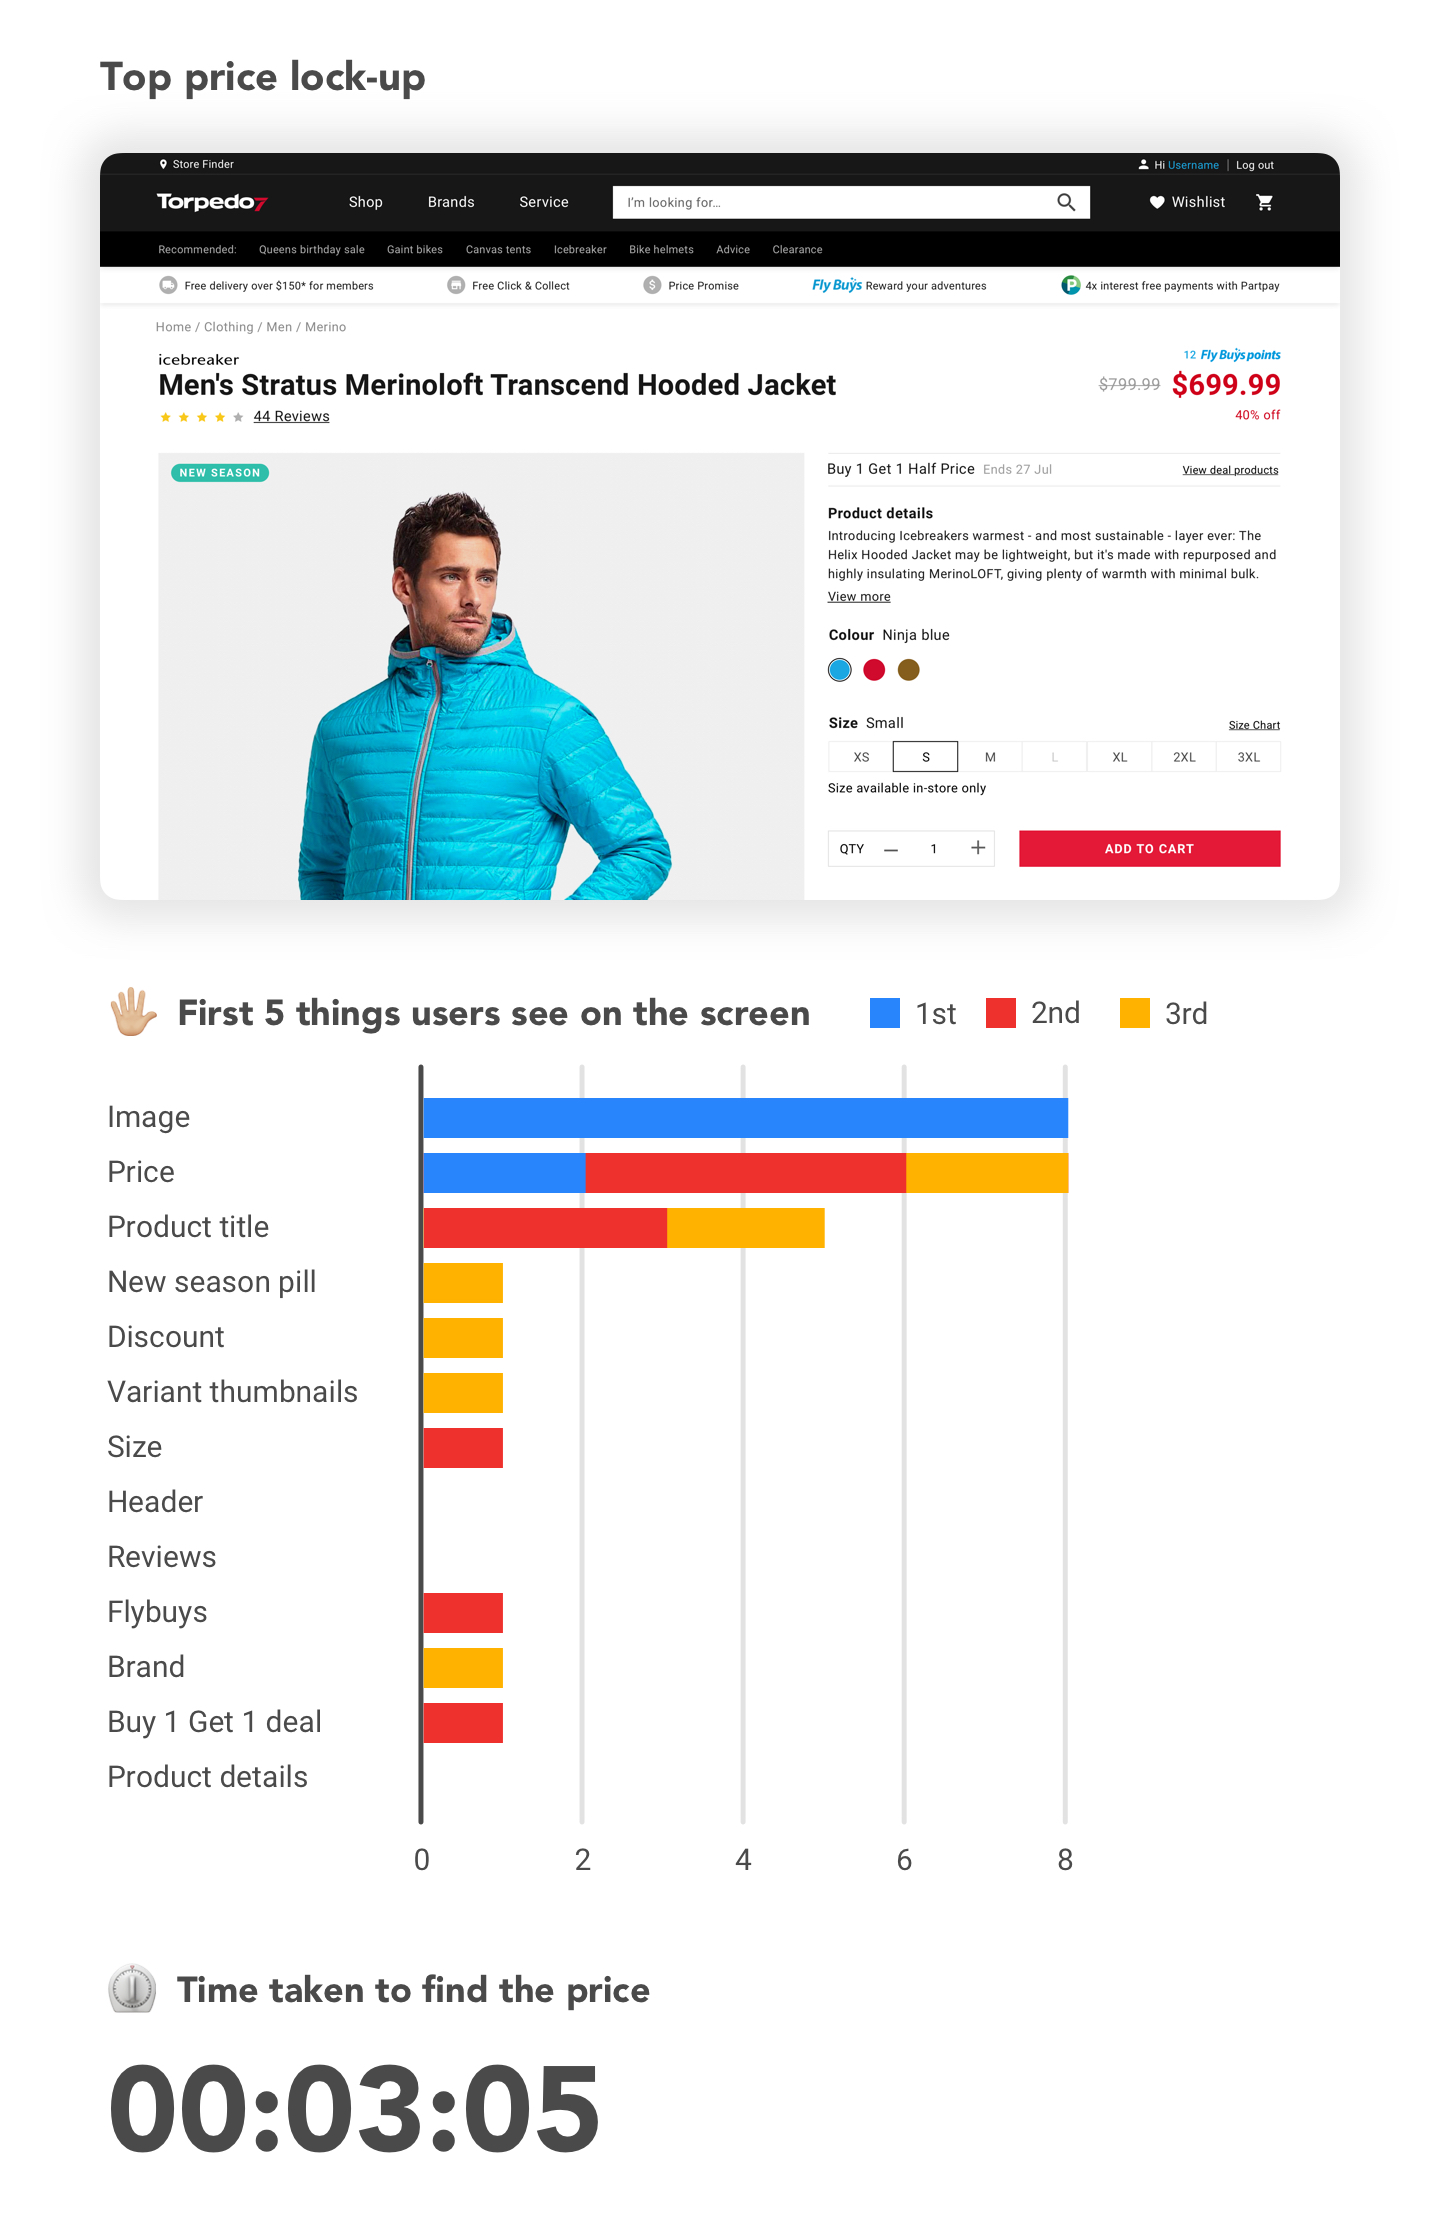 Top price lock-up
Store Finder
Hi Username | Log out
Torpedo7
Shop
Brands
Service
I'm looking for...
Wishlist
Recommended: Queens birthday sale Gaint bikes Canvas tents Icebreaker Bike helmets Advice Clearance
Free delivery over $150* for members
Free Click & Collect
Price Promise
Fly Buys Reward your adventures
4x interest free payments with Partpay
Home / Clothing / Men / Merino
icebreaker
12 Fly Buys points
Men's Stratus Merinoloft Transcend Hooded Jacket
$799.99 $699.99
44 Reviews
40% off
NEW SEASON
Buy 1 Get 1 Half Price Ends 27 Jul
View deal products
Product details
Introducing Icebreakers warmest - and most sustainable - layer ever: The
Helix Hooded Jacket may be lightweight, but it's made with repurposed and
highly insulating MerinoLOFT, giving plenty of warmth with minimal bulk.
View more
Colour Ninja blue
Size Small
Size Chart
XS S M L XL 2XL 3XL
Size available in-store only
QTY — 1 +
ADD TO CART
First 5 things users see on the screen
1st 2nd 3rd
Image
Price
Product title
New season pill
Discount
Variant thumbnails
Size
Header
Reviews
Flybuys
Brand
Buy 1 Get 1 deal
Product details
0 2 4 6 8
Time taken to find the price
00:03:05